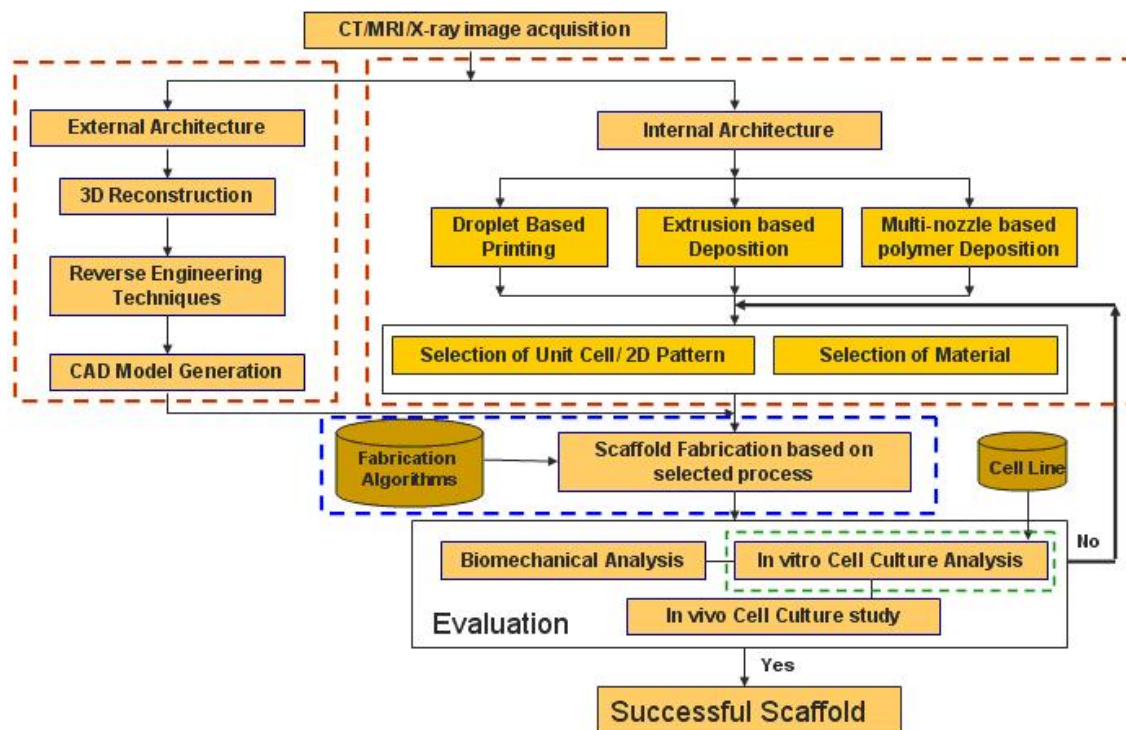 CT/MRI/X-ray image acquisition
External Architecture
3D Reconstruction
Reverse Engineering
Techniques
CAD Model Generation
Internal Architecture
Droplet Based
Printing
Extrusion based
Deposition
Multi-nozzle based
polymer Deposition
Selection of Unit Cell/ 2D Pattern
Selection of Material
Fabrication
Algorithms
Scaffold Fabrication based on
selected process
Cell Line
Biomechanical Analysis
In vitro Cell Culture Analysis
No
In vivo Cell Culture study
Evaluation
Yes
Successful Scaffold